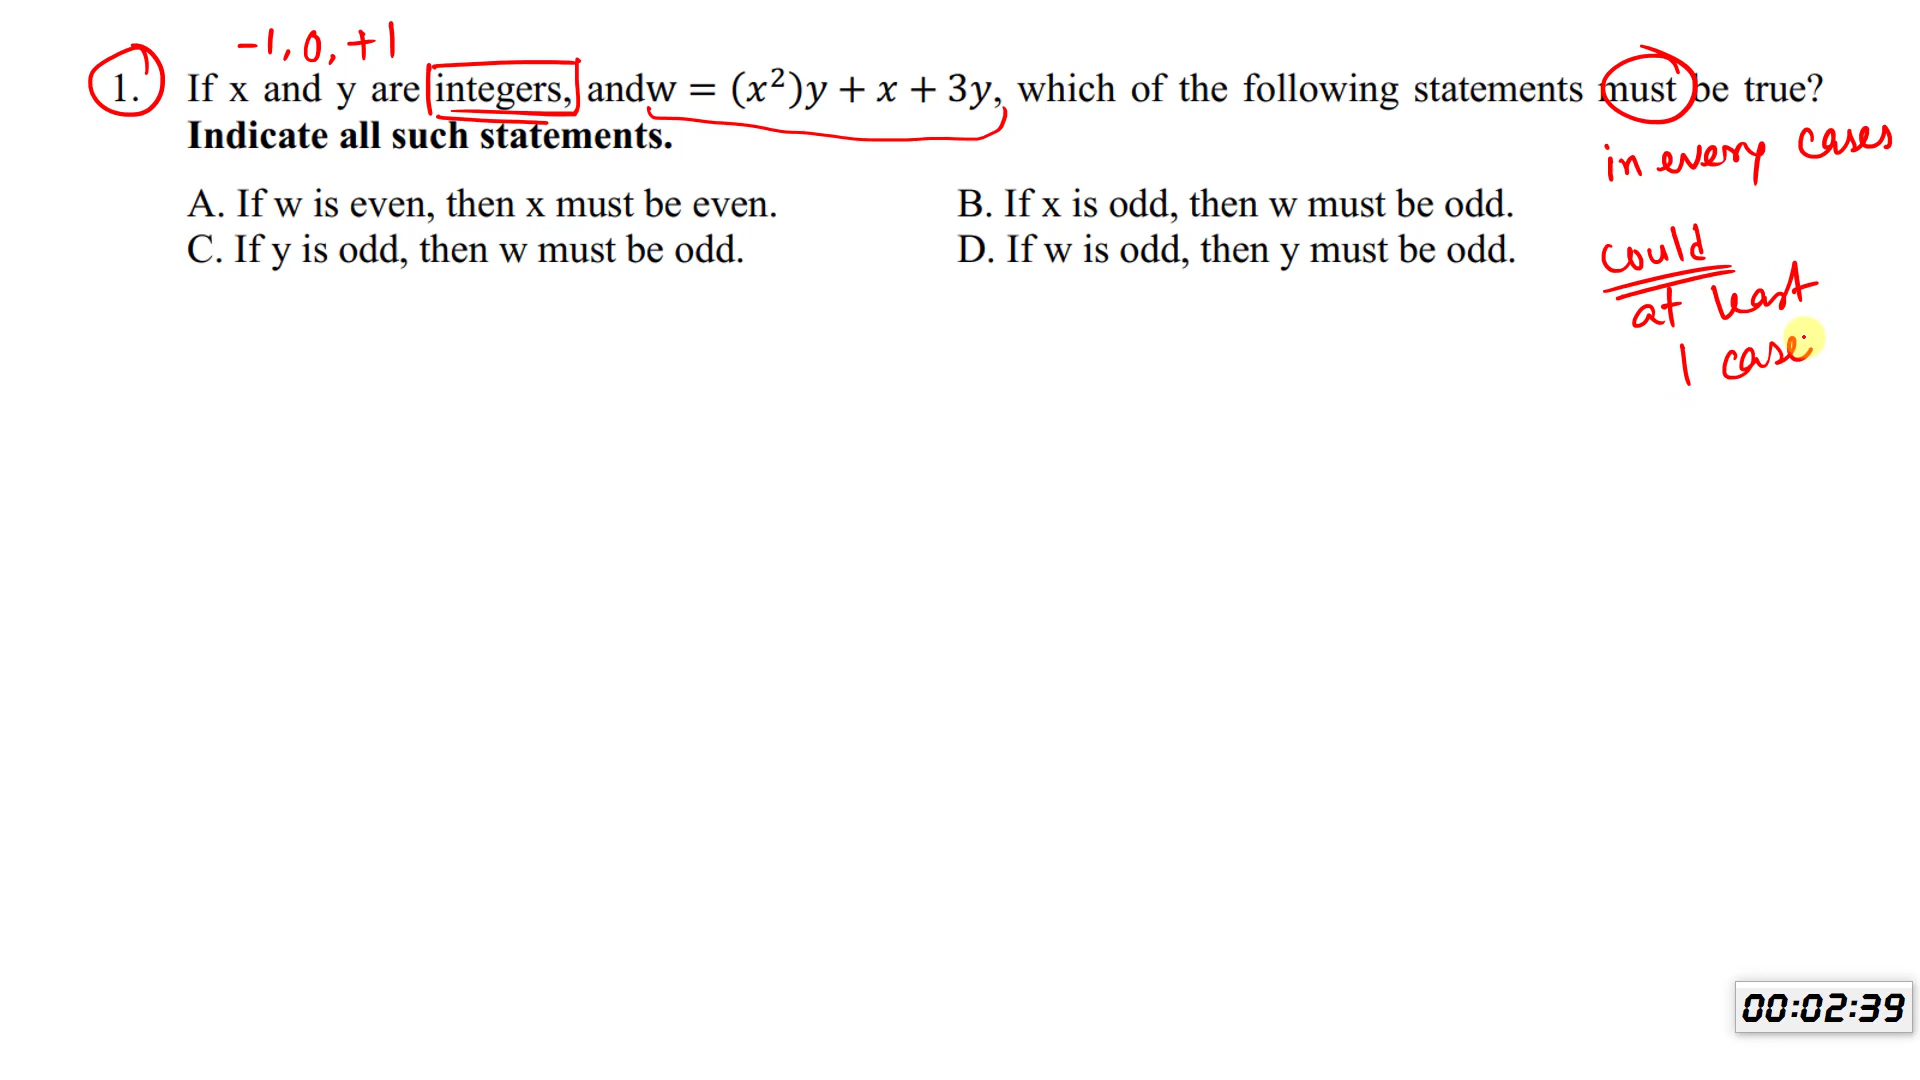 -1, 0, +1
1. If x and y are integers, andw = (x²)y + x + 3y, which of the following statements must be true?
Indicate all such statements.
in every cases
A. If w is even, then x must be even. B. If x is odd, then w must be odd.
C. If y is odd, then w must be odd. D. If w is odd, then y must be odd.
could
at least
1 case
00:02:39